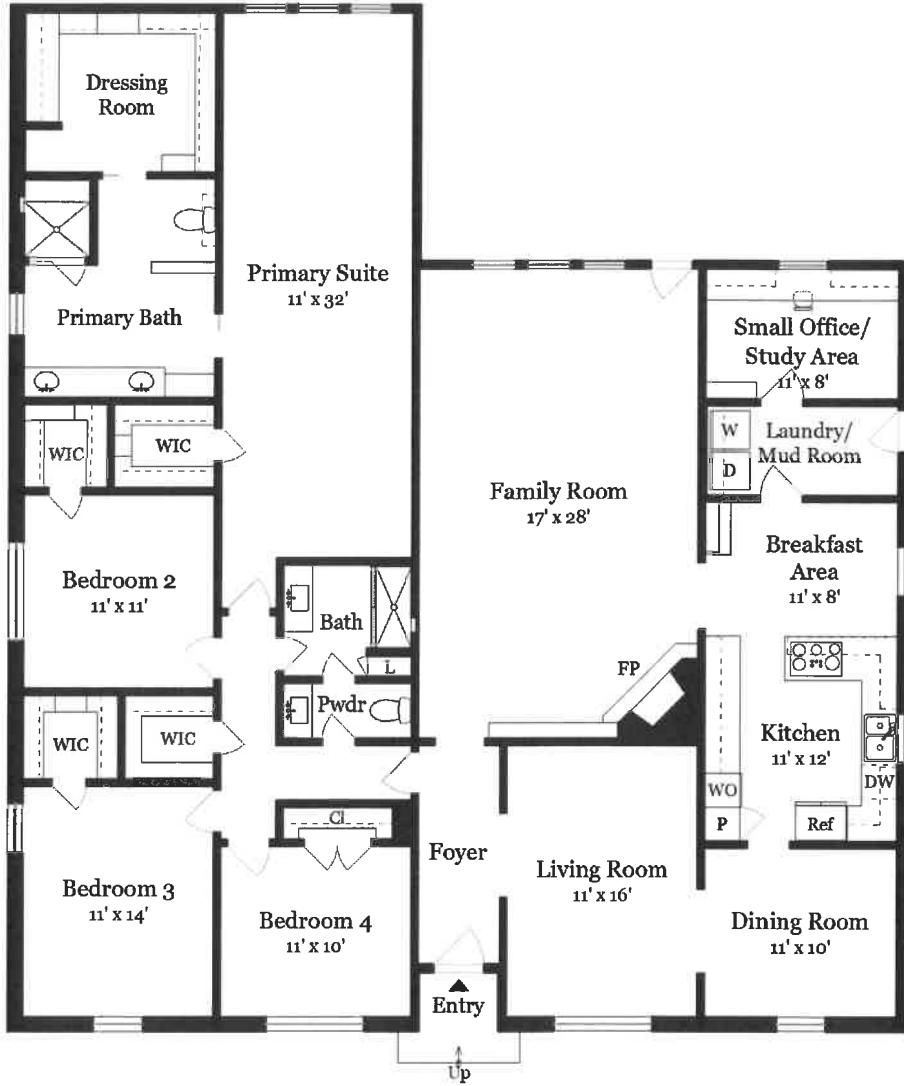 Dressing
Room
Primary Suite
11' x 32'
Primary Bath
Small Office/
Study Area
11' x 8'
WIC
WIC
W
D
Laundry/
Mud Room
Family Room
17' x 28'
Breakfast
Area
11' x 8'
Bedroom 2
11' x 11'
Bath
L
Pwdr
FP
WIC
WIC
Kitchen
11' x 12'
DW
WO
P
Ref
Cl
Foyer
Living Room
11' x 16'
Bedroom 3
11' x 14'
Bedroom 4
11' x 10'
Dining Room
11' x 10'
Entry
Up